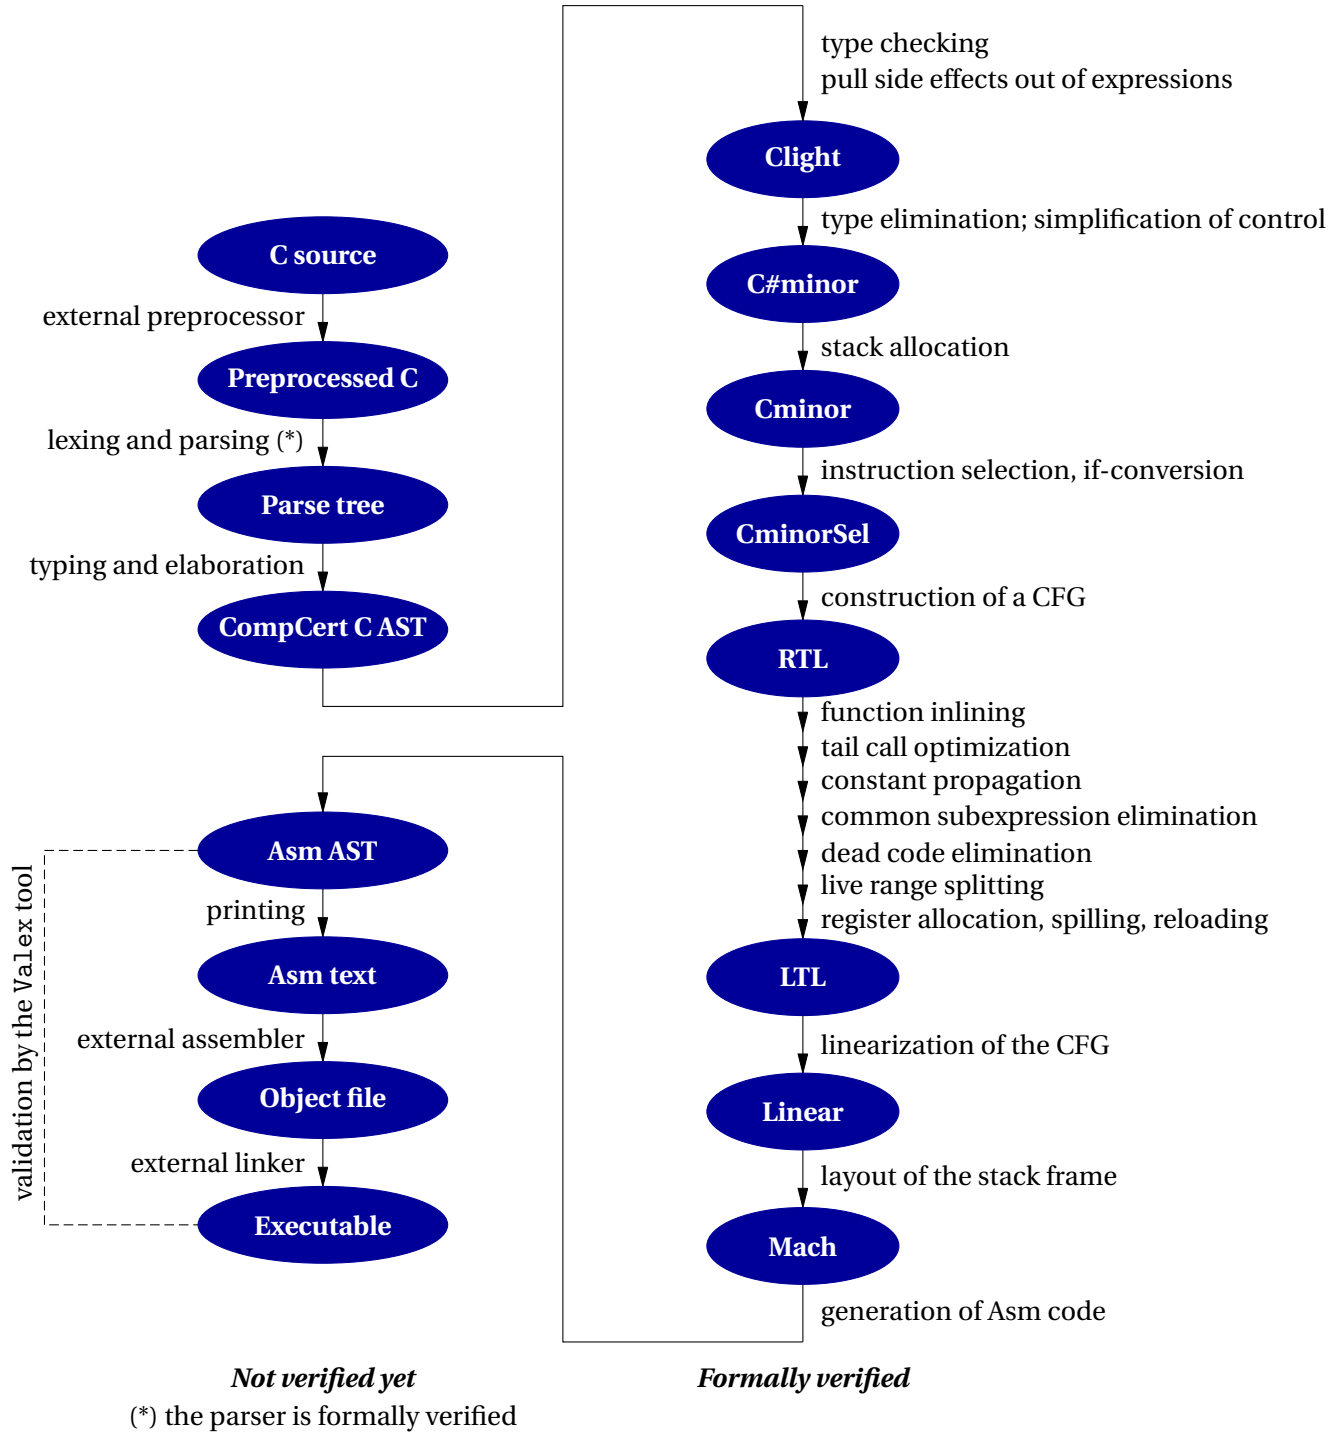 C source
external preprocessor
Preprocessed C
lexing and parsing (*)
Parse tree
typing and elaboration
CompCert C AST
type checking
pull side effects out of expressions
Clight
type elimination; simplification of control
C#minor
stack allocation
Cminor
instruction selection, if-conversion
CminorSel
construction of a CFG
RTL
function inlining
tail call optimization
constant propagation
common subexpression elimination
dead code elimination
live range splitting
register allocation, spilling, reloading
LTL
linearization of the CFG
Linear
layout of the stack frame
Mach
generation of Asm code
Asm AST
printing
Asm text
external assembler
Object file
external linker
Executable
validation by the Valex tool
Not verified yet
(*) the parser is formally verified
Formally verified